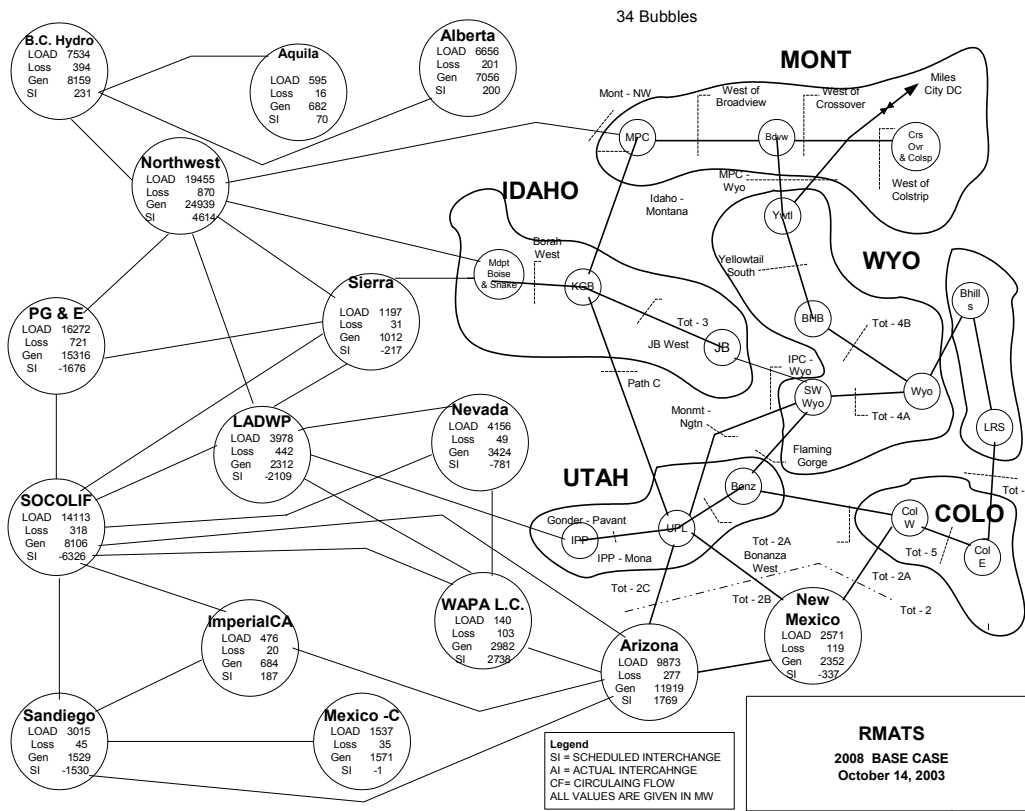 34 Bubbles
B.C. Hydro
LOAD 7534
Loss 394
Gen 8159
SI 231
Aquila
LOAD 595
Loss 16
Gen 682
SI 70
Alberta
LOAD 6656
Loss 201
Gen 7056
SI 200
MONT
Miles
City DC
Mont - NW
West of
Broadview
West of
Crossover
MPC
Bdvw
Crs
Ovr
& Colsp
West of
Colstrip
MPC -
Wyo
Idaho -
Montana
Northwest
LOAD 19455
Loss 870
Gen 24939
SI 4614
IDAHO
Borah
West
Mdpt
Boise
& Snake
KGB
Tot - 3
JB West
JB
Path C
IPC -
Wyo
Ywtl
Yellowtail
South
WYO
BHB
Tot - 4B
SW
Wyo
Wyo
Tot - 4A
Bhill
s
LRS
Tot -
Sierra
LOAD 1197
Loss 31
Gen 1012
SI -217
PG & E
LOAD 16272
Loss 721
Gen 15316
SI -1676
LADWP
LOAD 3978
Loss 442
Gen 2312
SI -2109
Nevada
LOAD 4156
Loss 49
Gen 3424
SI -781
Monmt -
Ngtn
Flaming
Gorge
UTAH
Bonz
Gonder - Pavant
IPP
IPP - Mona
UPL
Tot - 2A
Bonanza
West
Tot - 2C
Tot - 2B
Tot - 2A
Tot - 2
COLO
Col
W
Tot - 5
Col
E
SOCOLIF
LOAD 14113
Loss 318
Gen 8106
SI -6326
WAPA L.C.
LOAD 140
Loss 103
Gen 2982
SI 2738
ImperialCA
LOAD 476
Loss 20
Gen 684
SI 187
Arizona
LOAD 9873
Loss 277
Gen 11919
SI 1769
New
Mexico
LOAD 2571
Loss 119
Gen 2352
SI -337
Sandiego
LOAD 3015
Loss 45
Gen 1529
SI -1530
Mexico -C
LOAD 1537
Loss 35
Gen 1571
SI -1
Legend
SI = SCHEDULED INTERCHANGE
AI = ACTUAL INTERCAHNGE
CF= CIRCULAING FLOW
ALL VALUES ARE GIVEN IN MW
RMATS
2008 BASE CASE
October 14, 2003